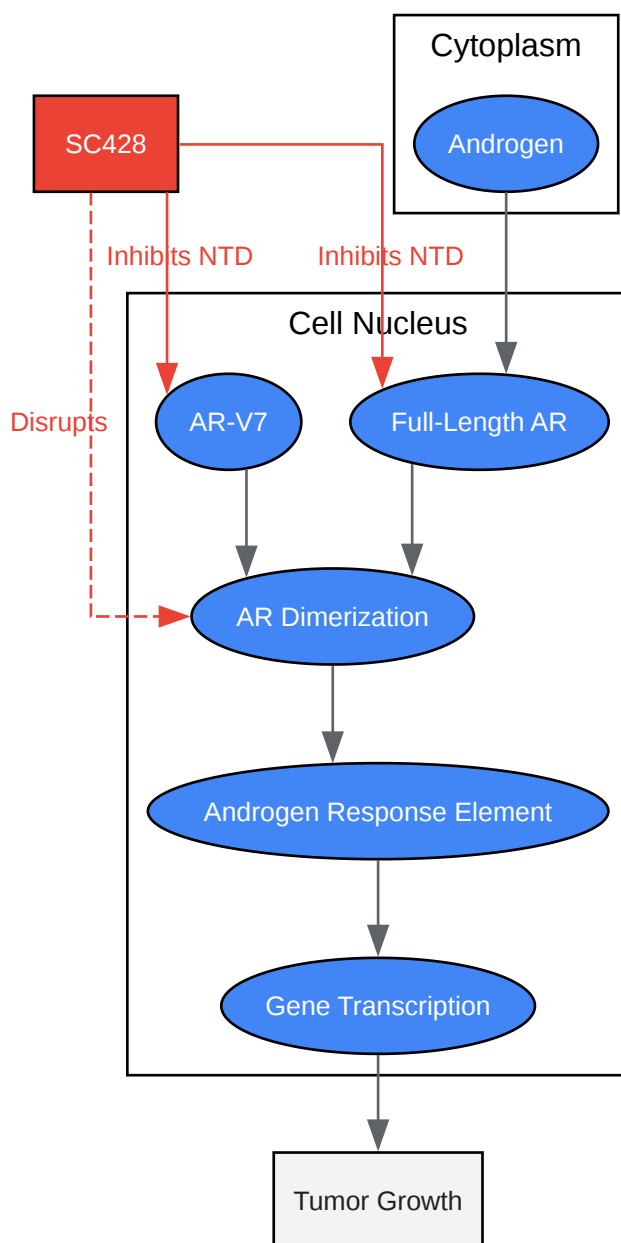 Cytoplasm
SC428
Androgen
Inhibits NTD
Inhibits NTD
Cell Nucleus
Disrupts
AR-V7
Full-Length AR
AR Dimerization
Androgen Response Element
Gene Transcription
Tumor Growth